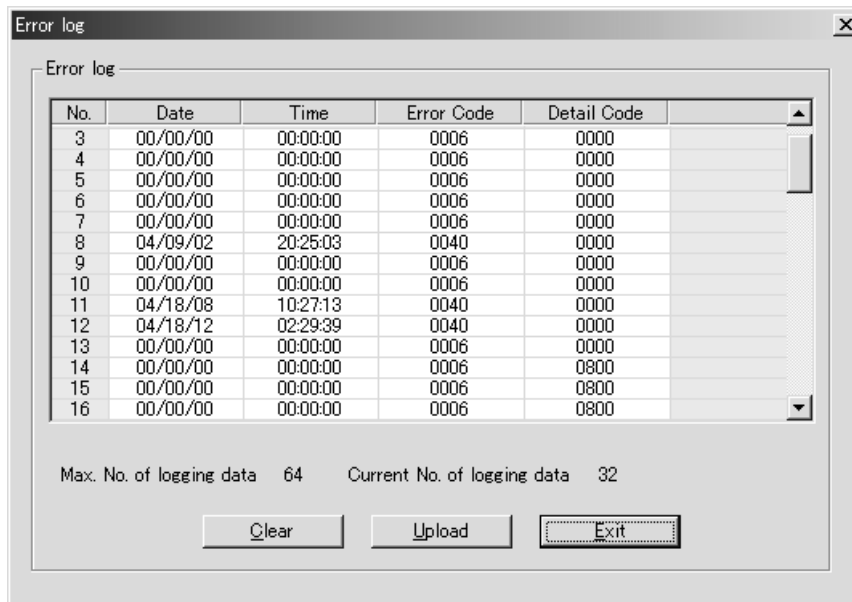 Error log
Error log
No. Date Time Error Code Detail Code
3 00/00/00 00:00:00 0006 0000
4 00/00/00 00:00:00 0006 0000
5 00/00/00 00:00:00 0006 0000
6 00/00/00 00:00:00 0006 0000
7 00/00/00 00:00:00 0006 0000
8 04/09/02 20:25:03 0040 0000
9 00/00/00 00:00:00 0006 0000
10 00/00/00 00:00:00 0006 0000
11 04/18/08 10:27:13 0040 0000
12 04/18/12 02:29:39 0040 0000
13 00/00/00 00:00:00 0006 0000
14 00/00/00 00:00:00 0006 0800
15 00/00/00 00:00:00 0006 0800
16 00/00/00 00:00:00 0006 0800
Max. No. of logging data 64 Current No. of logging data 32
Clear Upload Exit